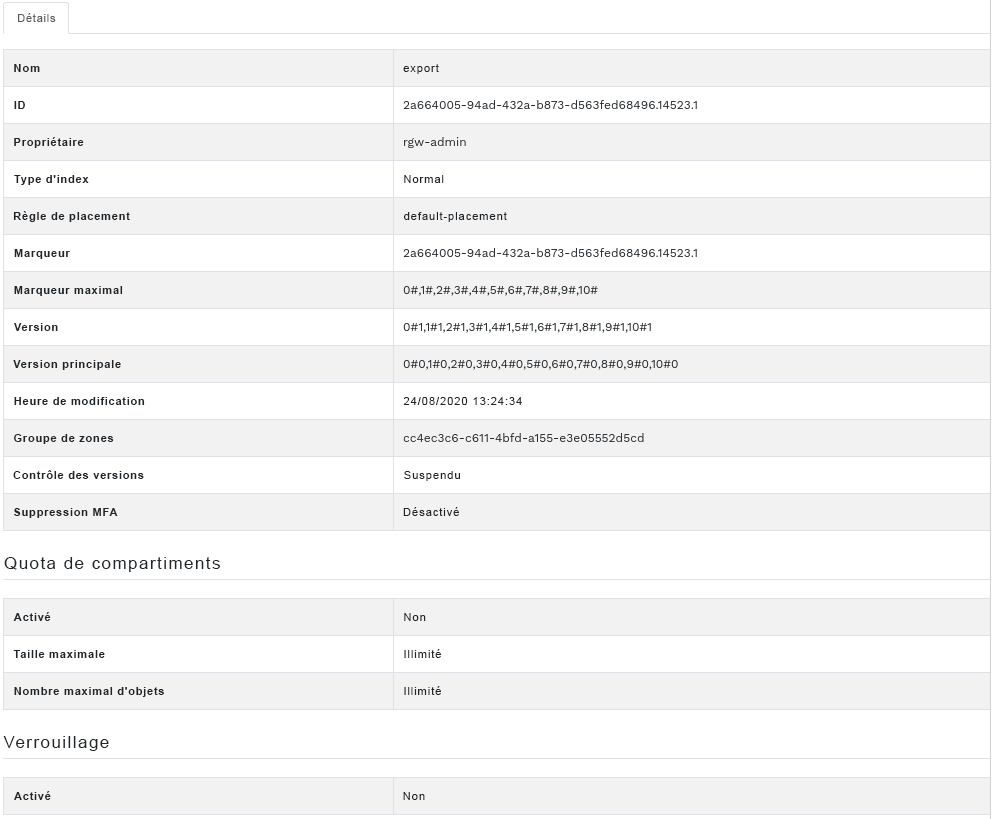 Détails
Nom export
ID 2a664005-94ad-432a-b873-d563fed68496.14523.1
Propriétaire rgw-admin
Type d'index Normal
Règle de placement default-placement
Marqueur 2a664005-94ad-432a-b873-d563fed68496.14523.1
Marqueur maximal 0#,1#,2#,3#,4#,5#,6#,7#,8#,9#,10#
Version 0#1,1#1,2#1,3#1,4#1,5#1,6#1,7#1,8#1,9#1,10#1
Version principale 0#0,1#0,2#0,3#0,4#0,5#0,6#0,7#0,8#0,9#0,10#0
Heure de modification 24/08/2020 13:24:34
Groupe de zones cc4ec3c6-c611-4bfd-a155-e3e05552d5cd
Contrôle des versions Suspendu
Suppression MFA Désactivé
Quota de compartiments
Activé Non
Taille maximale Illimité
Nombre maximal d'objets Illimité
Verrouillage
Activé Non